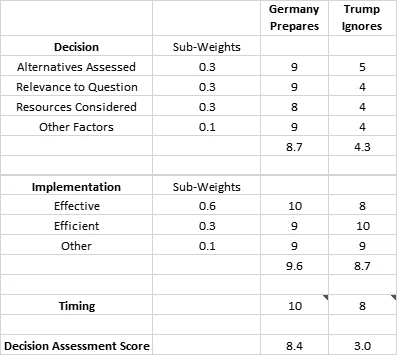 Germany Prepares Trump Ignores
Decision Sub-Weights
Alternatives Assessed 0.3 9 5
Relevance to Question 0.3 9 4
Resources Considered 0.3 8 4
Other Factors 0.1 9 4
8.7 4.3
Implementation Sub-Weights
Effective 0.6 10 8
Efficient 0.3 9 10
Other 0.1 9 9
9.6 8.7
Timing 10 8
Decision Assessment Score 8.4 3.0